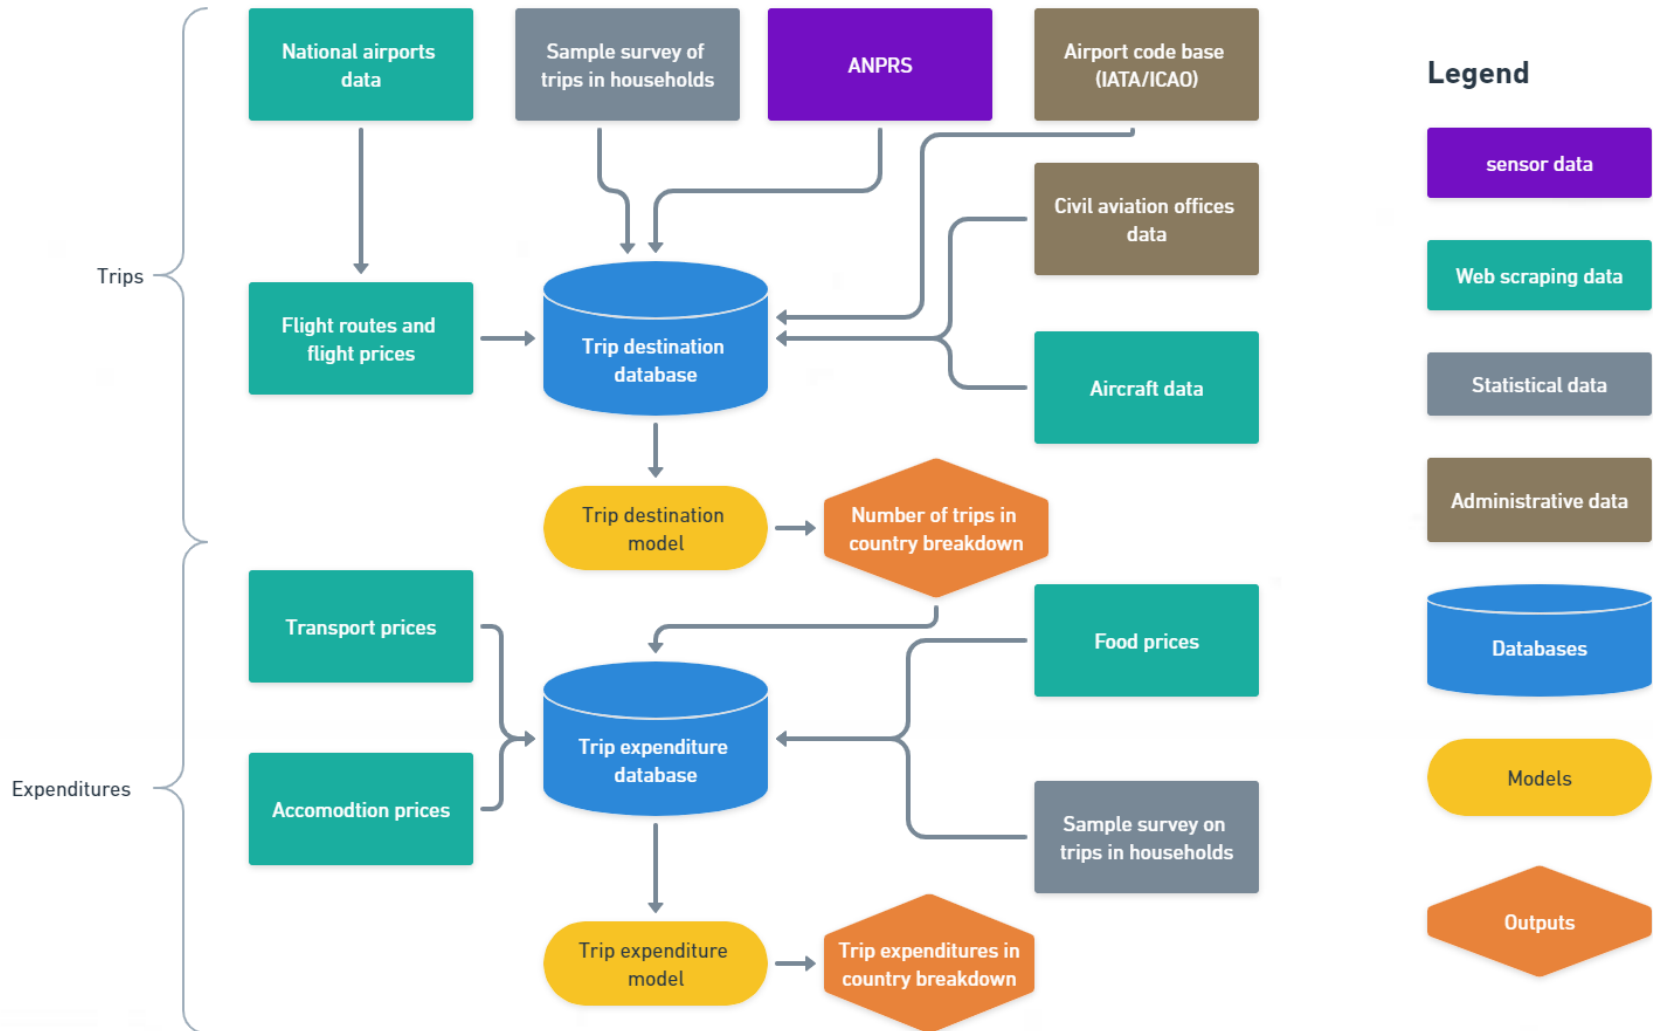 National airports
data
Sample survey of
trips in households
ANPRS
Airport code base
(IATA/ICAO)
Legend
sensor data
Civil aviation offices
data
Trips
Web scraping data
Flight routes and
flight prices
Trip destination
database
Aircraft data
Statistical data
Trip destination
model
Number of trips in
country breakdown
Administrative data
Transport prices
Food prices
Databases
Trip expenditure
database
Expenditures
Accomodtion prices
Sample survey on
trips in households
Models
Trip expenditure
model
Trip expenditures in
country breakdown
Outputs